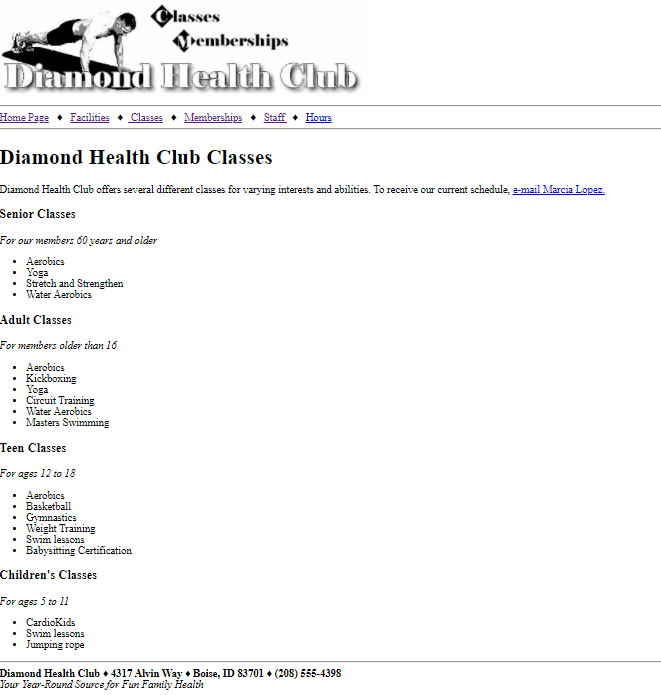 Classes
Memberships
Diamond Health Club
Home Page ♦ Facilities ♦ Classes ♦ Memberships ♦ Staff ♦ Hours
Diamond Health Club Classes
Diamond Health Club offers several different classes for varying interests and abilities. To receive our current schedule, e-mail Marcia Lopez.
Senior Classes
For our members 60 years and older
• Aerobics
• Yoga
• Stretch and Strengthen
• Water Aerobics
Adult Classes
For members older than 16
• Aerobics
• Kickboxing
• Yoga
• Circuit Training
• Water Aerobics
• Masters Swimming
Teen Classes
For ages 12 to 18
• Aerobics
• Basketball
• Gymnastics
• Weight Training
• Swim lessons
• Babysitting Certification
Children's Classes
For ages 5 to 11
• CardioKids
• Swim lessons
• Jumping rope
Diamond Health Club ♦ 4317 Alvin Way ♦ Boise, ID 83701 ♦ (208) 555-4398
Your Year-Round Source for Fun Family Health